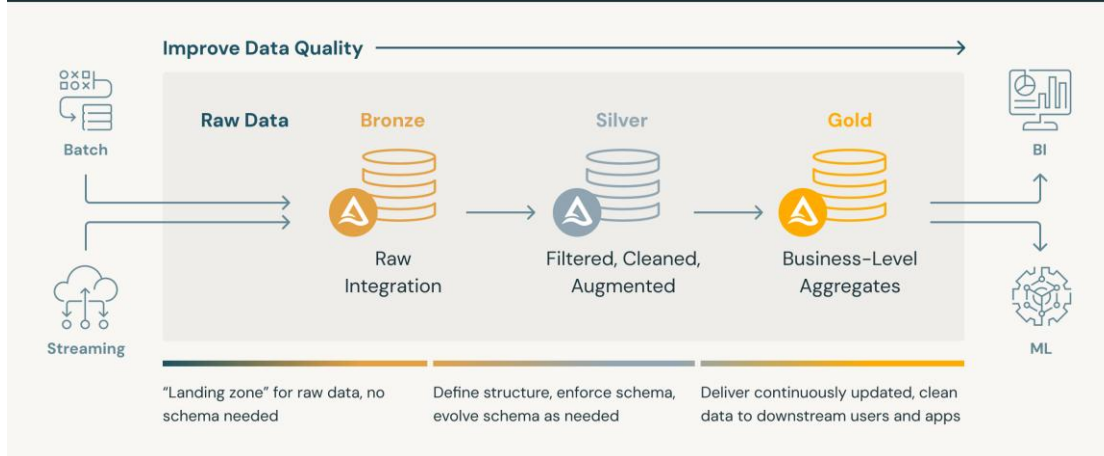 Improve Data Quality
Batch
Streaming
Raw Data
Bronze
Silver
Gold
Raw
Integration
Filtered, Cleaned,
Augmented
Business-Level
Aggregates
BI
ML
“Landing zone” for raw data, no
schema needed
Define structure, enforce schema,
evolve schema as needed
Deliver continuously updated, clean
data to downstream users and apps